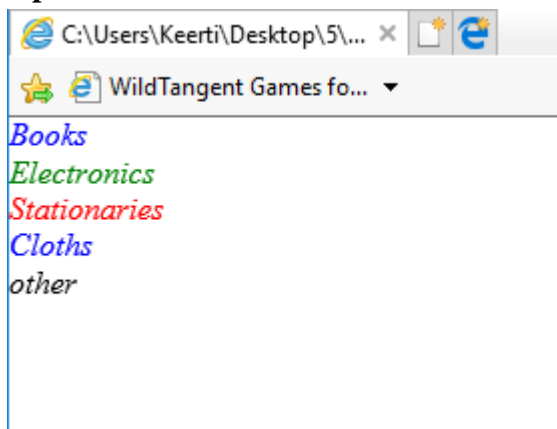 C:\Users\Keerti\Desktop\5\...
WildTangent Games fo...
Books
Electronics
Stationaries
Cloths
other